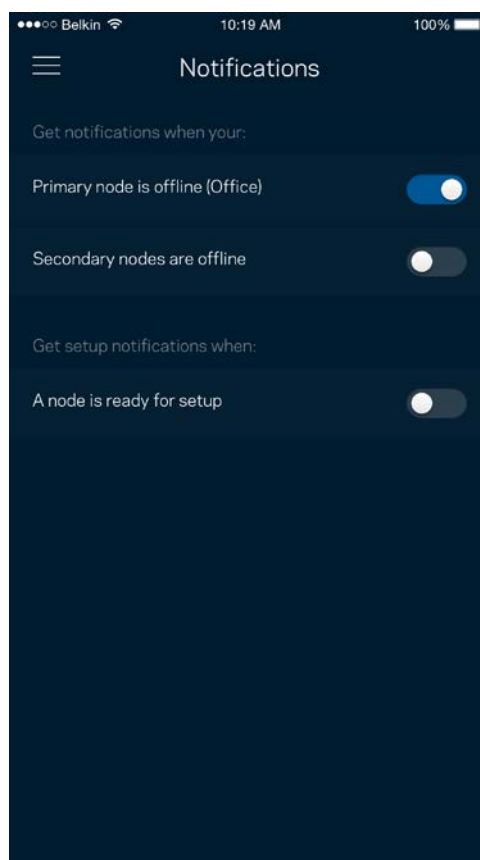 Belkin 10:19 AM 100%
Notifications
Get notifications when your:
Primary node is offline (Office)
Secondary nodes are offline
Get setup notifications when:
A node is ready for setup